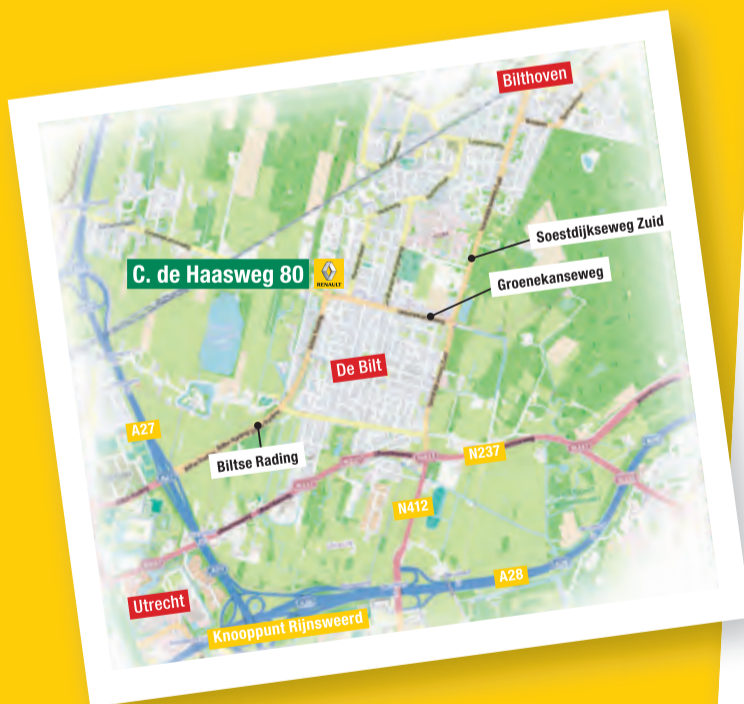 Bilthoven
Soestdijkseweg Zuid
C. de Haasweg 80
RENAULT
Groenekanseweg
De Bilt
A27
Biltse Rading
N237
N412
A28
Utrecht
Knooppunt Rijnsweerd